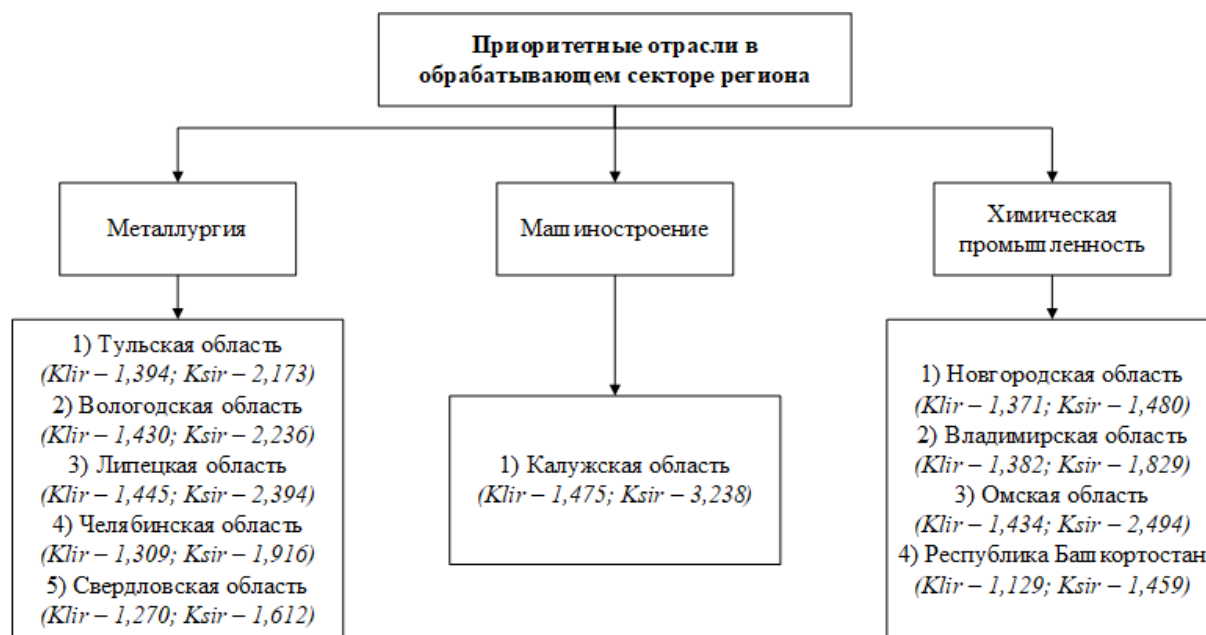 Приоритетные отрасли в
обрабатывающем секторе региона
Металлургия
Машиностроение
Химическая
промышленность
1) Тульская область
(Klir – 1,394; Ksir – 2,173)
2) Вологодская область
(Klir – 1,430; Ksir – 2,236)
3) Липецкая область
(Klir – 1,445; Ksir – 2,394)
4) Челябинская область
(Klir – 1,309; Ksir – 1,916)
5) Свердловская область
(Klir – 1,270; Ksir – 1,612)
1) Калужская область
(Klir – 1,475; Ksir – 3,238)
1) Новгородская область
(Klir – 1,371; Ksir – 1,480)
2) Владимирская область
(Klir – 1,382; Ksir – 1,829)
3) Омская область
(Klir – 1,434; Ksir – 2,494)
4) Республика Башкортостан
(Klir – 1,129; Ksir – 1,459)